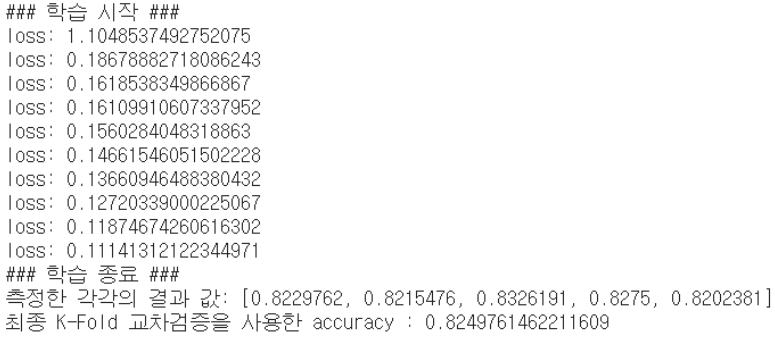 ### 학습 시작 ###
loss: 1.1048537492752075
loss: 0.18678882718086243
loss: 0.1618538349866867
loss: 0.16109910607337952
loss: 0.1560284048318863
loss: 0.14661546051502228
loss: 0.13660946488380432
loss: 0.12720339000225067
loss: 0.11874674260616302
loss: 0.11141312122344971
### 학습 종료 ###
측정한 각각의 결과 값: [0.8229762, 0.8215476, 0.8326191, 0.8275, 0.8202381]
최종 K-Fold 교차검증을 사용한 accuracy : 0.8249761462211609